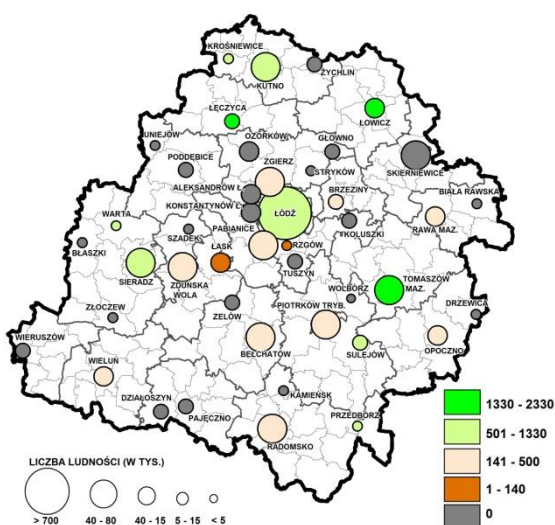 KROŚNIEWICE
KUTNO
ŻYCHLIN
ŁĘCZYCA
ŁOWICZ
UNIEJÓW
OZORKÓW
GŁOWNO
PODDĘBICE
ZGIERZ
STRYKÓW
SKIERNIEWICE
ALEKSANDRÓW Ł.
BRZEZINY
BIAŁA RAWSKA
KONSTANTYNÓW Ł.
ŁÓDŹ
WARTA
PABIANICE
KOLUSZKI
RAWA MAZ.
SZADEK
ŁASK
RZGÓW
BŁASZKI
TUSZYN
SIERADZ
ZDUŃSKA
WOLA
WOLBÓRZ
TOMASZÓW
MAZ.
ZŁOCZEW
ZELÓW
PIOTRKÓW TRYB.
DRZEWICA
WIERUSZÓW
BEŁCHATÓW
SULEJÓW
OPOCZNO
WIELUŃ
KAMIEŃSK
DZIAŁOSZYN
PAJĘCZNO
PRZEDBÓRZ
RADOMSKO
1330 - 2330
501 - 1330
141 - 500
1 - 140
0
LICZBA LUDNOŚCI (W TYS.)
> 700 40 - 80 40 - 15 5 - 15 < 5